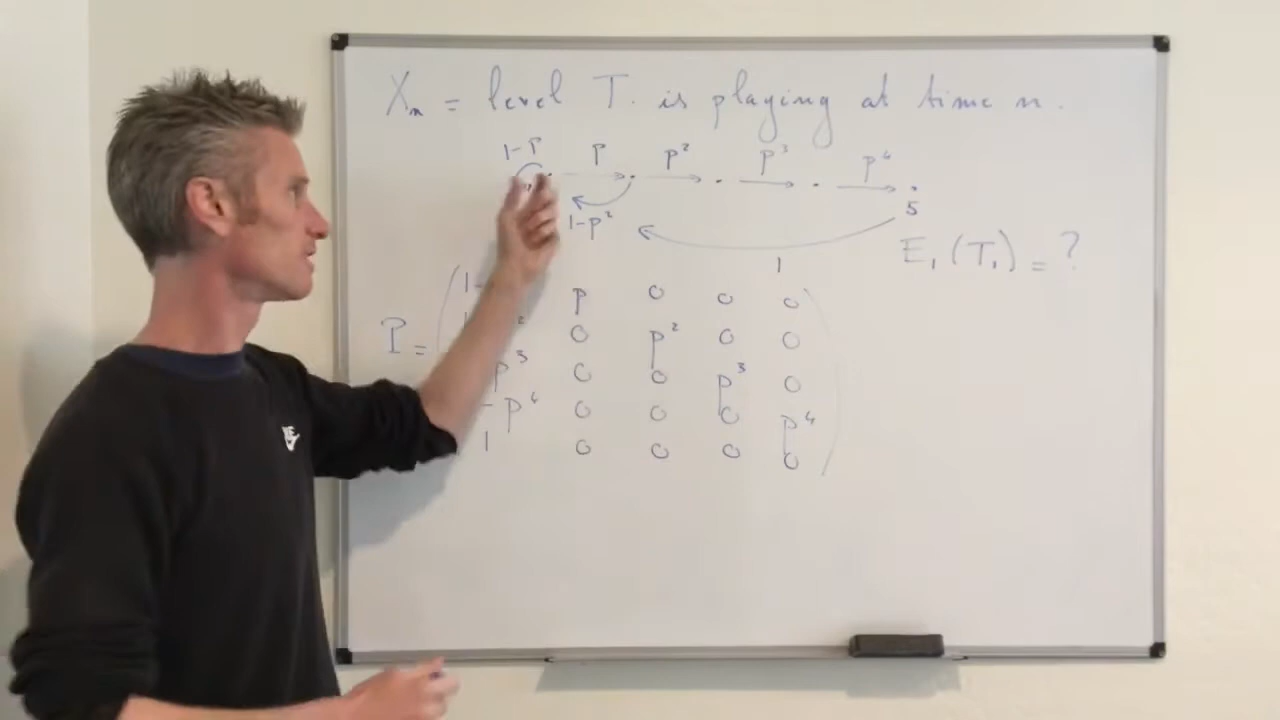 Xₙ = level T. is playing at time n.
1-p p p² p³ p⁴
1-p² 5
E₁(T₁) = ?
1
1- p 0 0 0
P = ² 0 p² 0 0
p³ 0 0 p³ 0
-p⁴ 0 0 0 p⁴
1 0 0 0 0